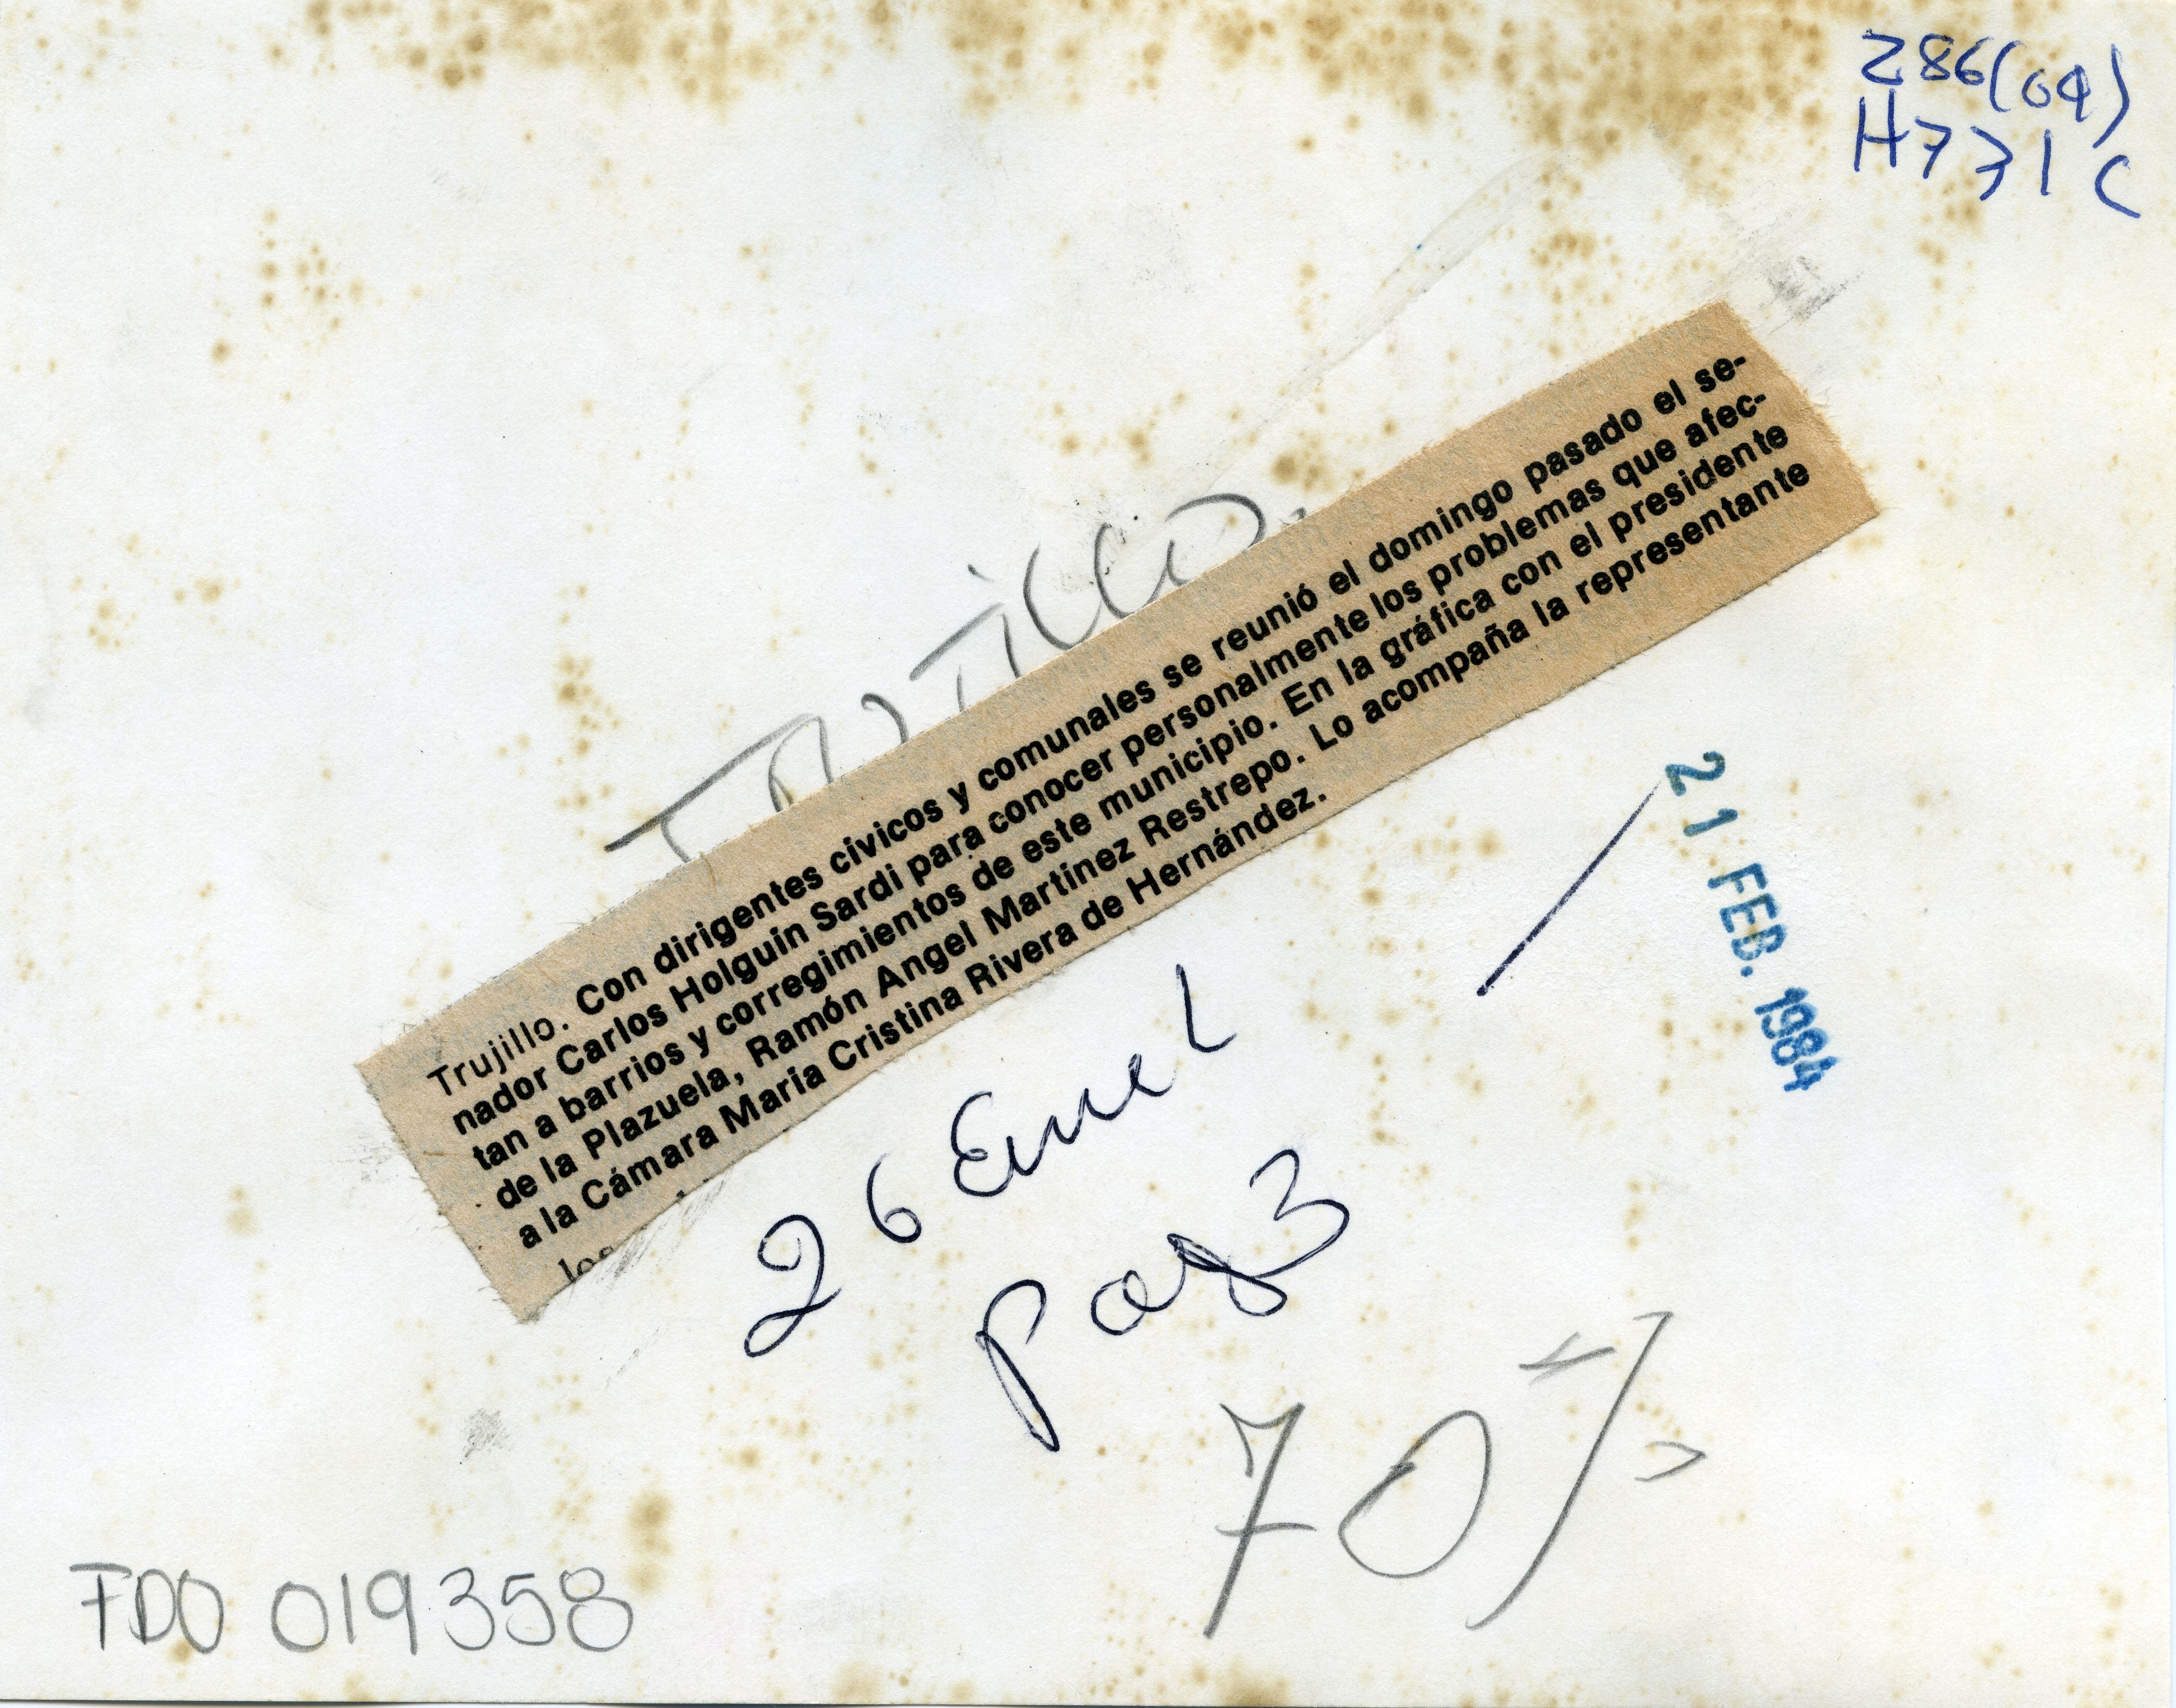 286(09)
H731c
Trujillo. Con dirigentes cívicos y comunales se reunió el domingo pasado el se-
nador Carlos Holguín Sardi para conocer personalmente los problemas que afec-
tan a barrios y corregimientos de este municipio. En la gráfica con el presidente
de la Plazuela, Ramón Angel Martínez Restrepo. Lo acompaña la representante
a la Cámara María Cristina Rivera de Hernández.
21 FEB. 1984
26
pag 3
70%
FDO 019358